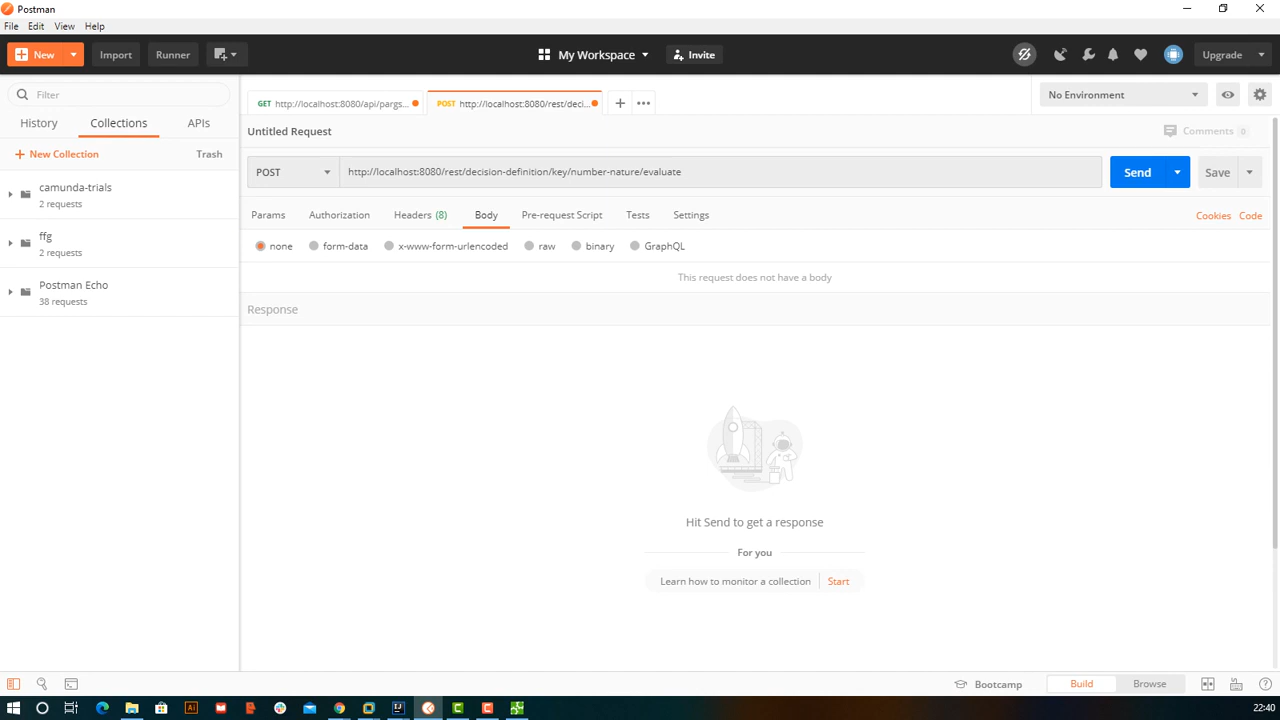 Postman
File Edit View Help
New Import Runner My Workspace Invite Upgrade
Filter
History Collections APIs
New Collection Trash
camunda-trials
2 requests
ffg
2 requests
Postman Echo
38 requests
GET http://localhost:8080/api/pargs... POST http://localhost:8080/rest/deci... No Environment
Untitled Request Comments 0
POST http://localhost:8080/rest/decision-definition/key/number-nature/evaluate Send Save
Params Authorization Headers (8) Body Pre-request Script Tests Settings Cookies Code
none form-data x-www-form-urlencoded raw binary GraphQL
This request does not have a body
Response
Hit Send to get a response
For you
Learn how to monitor a collection Start
Bootcamp Build Browse
22:40